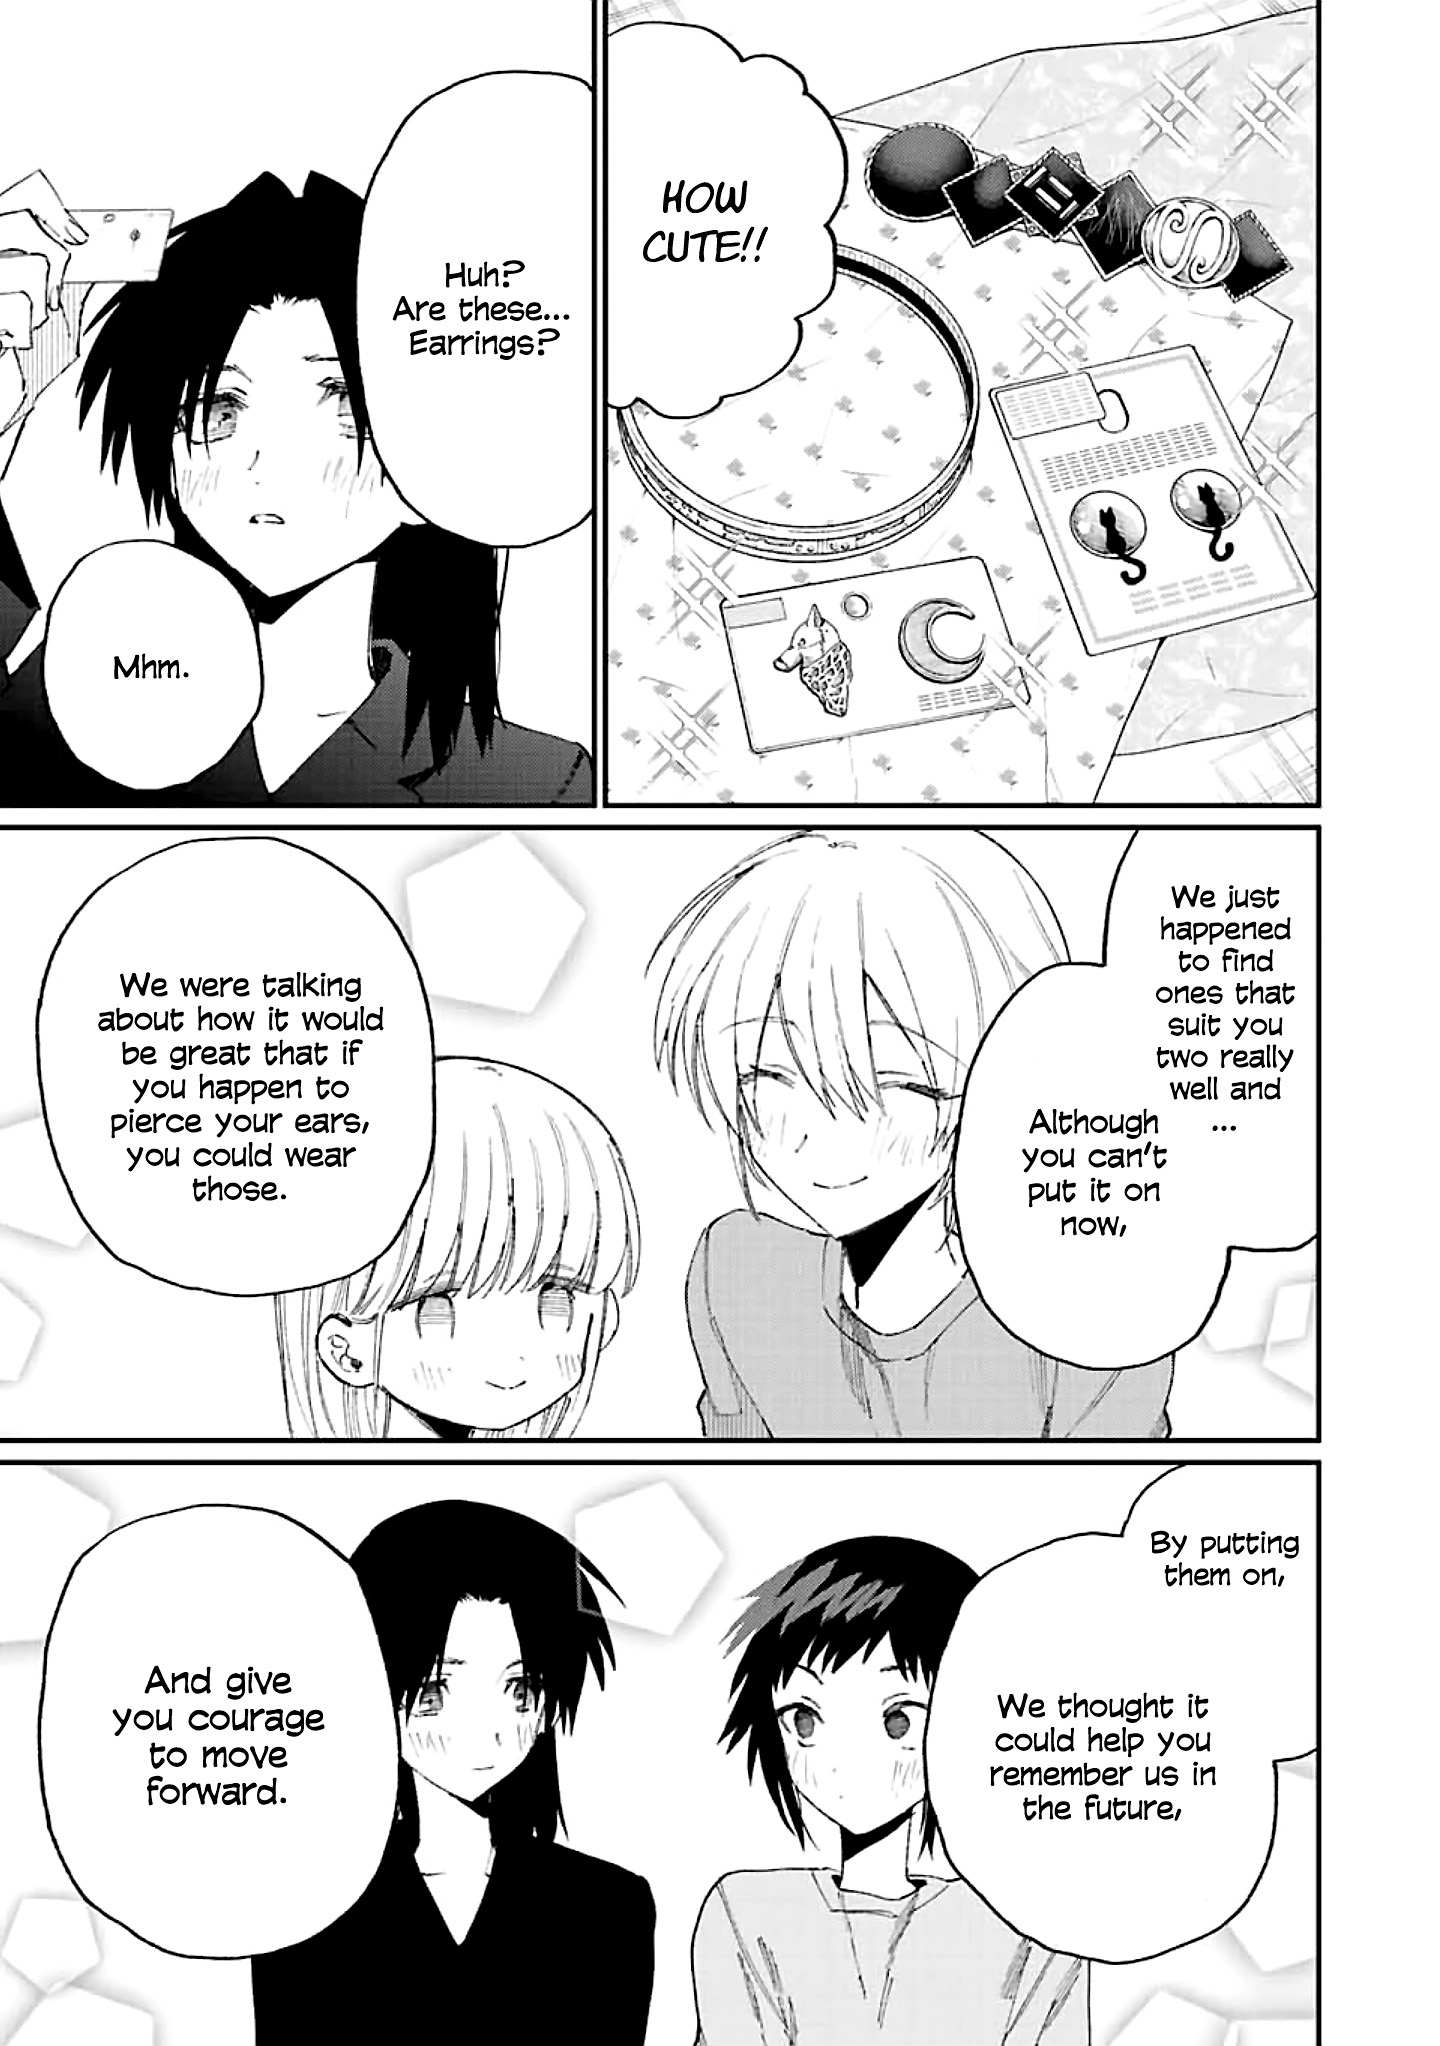 HOW
CUTE!!
Huh?
Are these...
Earrings?
Mhm.
We just
happened
to find
ones that
suit you
two really
well and
...
Although
you can't
put it on
now,
We were talking
about how it would
be great that if
you happen to
pierce your ears,
you could wear
those.
By putting
them on,
We thought it
could help you
remember us in
the future,
And give
you courage
to move
forward.